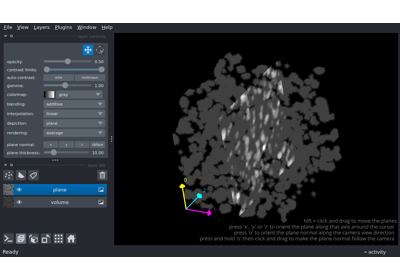 File View Layers Plugins Window Help
layer controls
opacity: 0.50
contrast limits:
auto-contrast: once continuous
gamma: 1.00
colormap: gray
blending: additive
interpolation: linear
depiction: plane
rendering: average
plane normal: z y x oblique
plane thickness: 10.00
layer list
plane
volume
0
hift + click and drag to move the planes
press 'x', 'y' or 'z' to orient the plane along that axis around the cursor
press 'o' to orient the plane normal along the camera view direction
press and hold 'o' then click and drag to make the plane normal follow the camera
Ready
activity